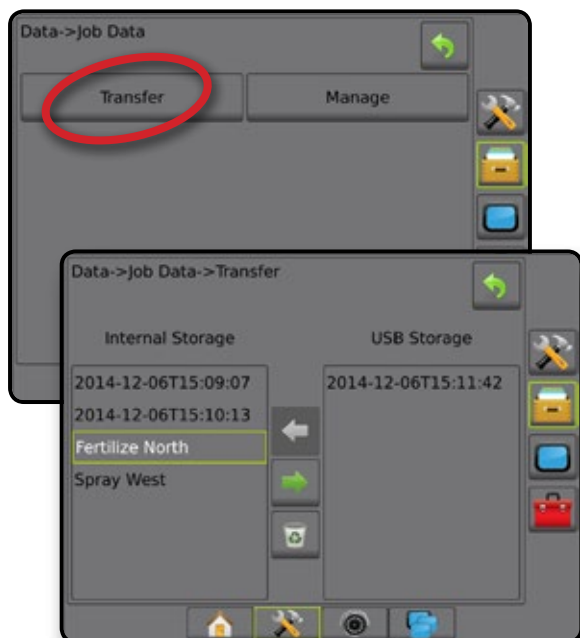 Data->Job Data
Transfer
Manage
Data->Job Data->Transfer
Internal Storage
USB Storage
2014-12-06T15:09:07
2014-12-06T15:10:13
Fertilize North
Spray West
2014-12-06T15:11:42